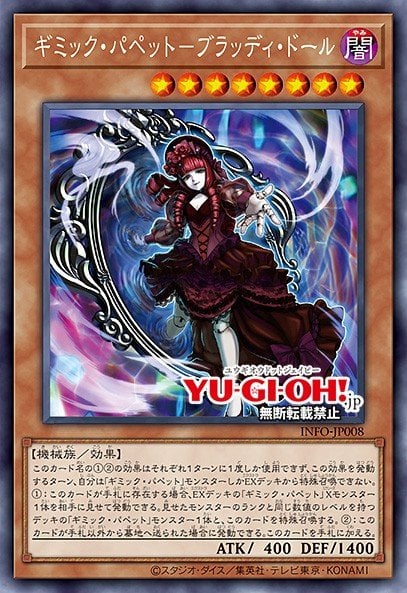 ギミック・パペット－ブラッディ・ドール 闇
ユウギオウドットジェイピー
YU-GI-OH!.jp
無断転載禁止
INFO-JP008
【機械族／効果】
このカード名の①②の効果はそれぞれ1ターンに1度しか使用できず、この効果を発動
するターン、自分は「ギミック・パペット」モンスターしかEXデッキから特殊召喚できない。
①：このカードが手札に存在する場合、EXデッキの「ギミック・パペット」Xモンスター
1体を相手に見せて発動できる。見せたモンスターのランクと同じ数値のレベルを持つ
デッキの「ギミック・パペット」モンスター1体と、このカードを特殊召喚する。②：この
カードが手札以外から墓地へ送られた場合に発動できる。このカードを手札に加える。
ATK/ 400 DEF/1400
©スタジオ・ダイス／集英社・テレビ東京・KONAMI